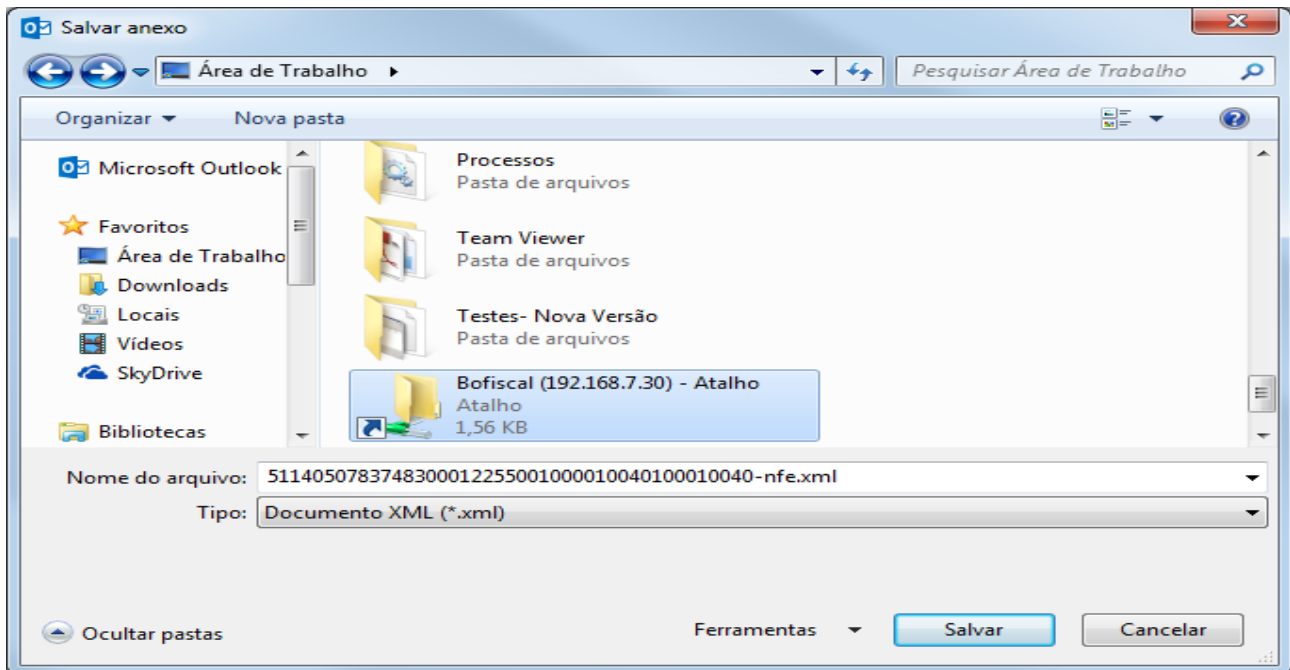 Salvar anexo
Área de Trabalho
Pesquisar Área de Trabalho
Organizar
Nova pasta
Microsoft Outlook
Favoritos
Área de Trabalho
Downloads
Locais
Vídeos
SkyDrive
Bibliotecas
Processos
Pasta de arquivos
Team Viewer
Pasta de arquivos
Testes- Nova Versão
Pasta de arquivos
Bofiscal (192.168.7.30) - Atalho
Atalho
1,56 KB
Nome do arquivo: 5114050783748300012255001000010040100010040-nfe.xml
Tipo: Documento XML (*.xml)
Ocultar pastas
Ferramentas
Salvar
Cancelar